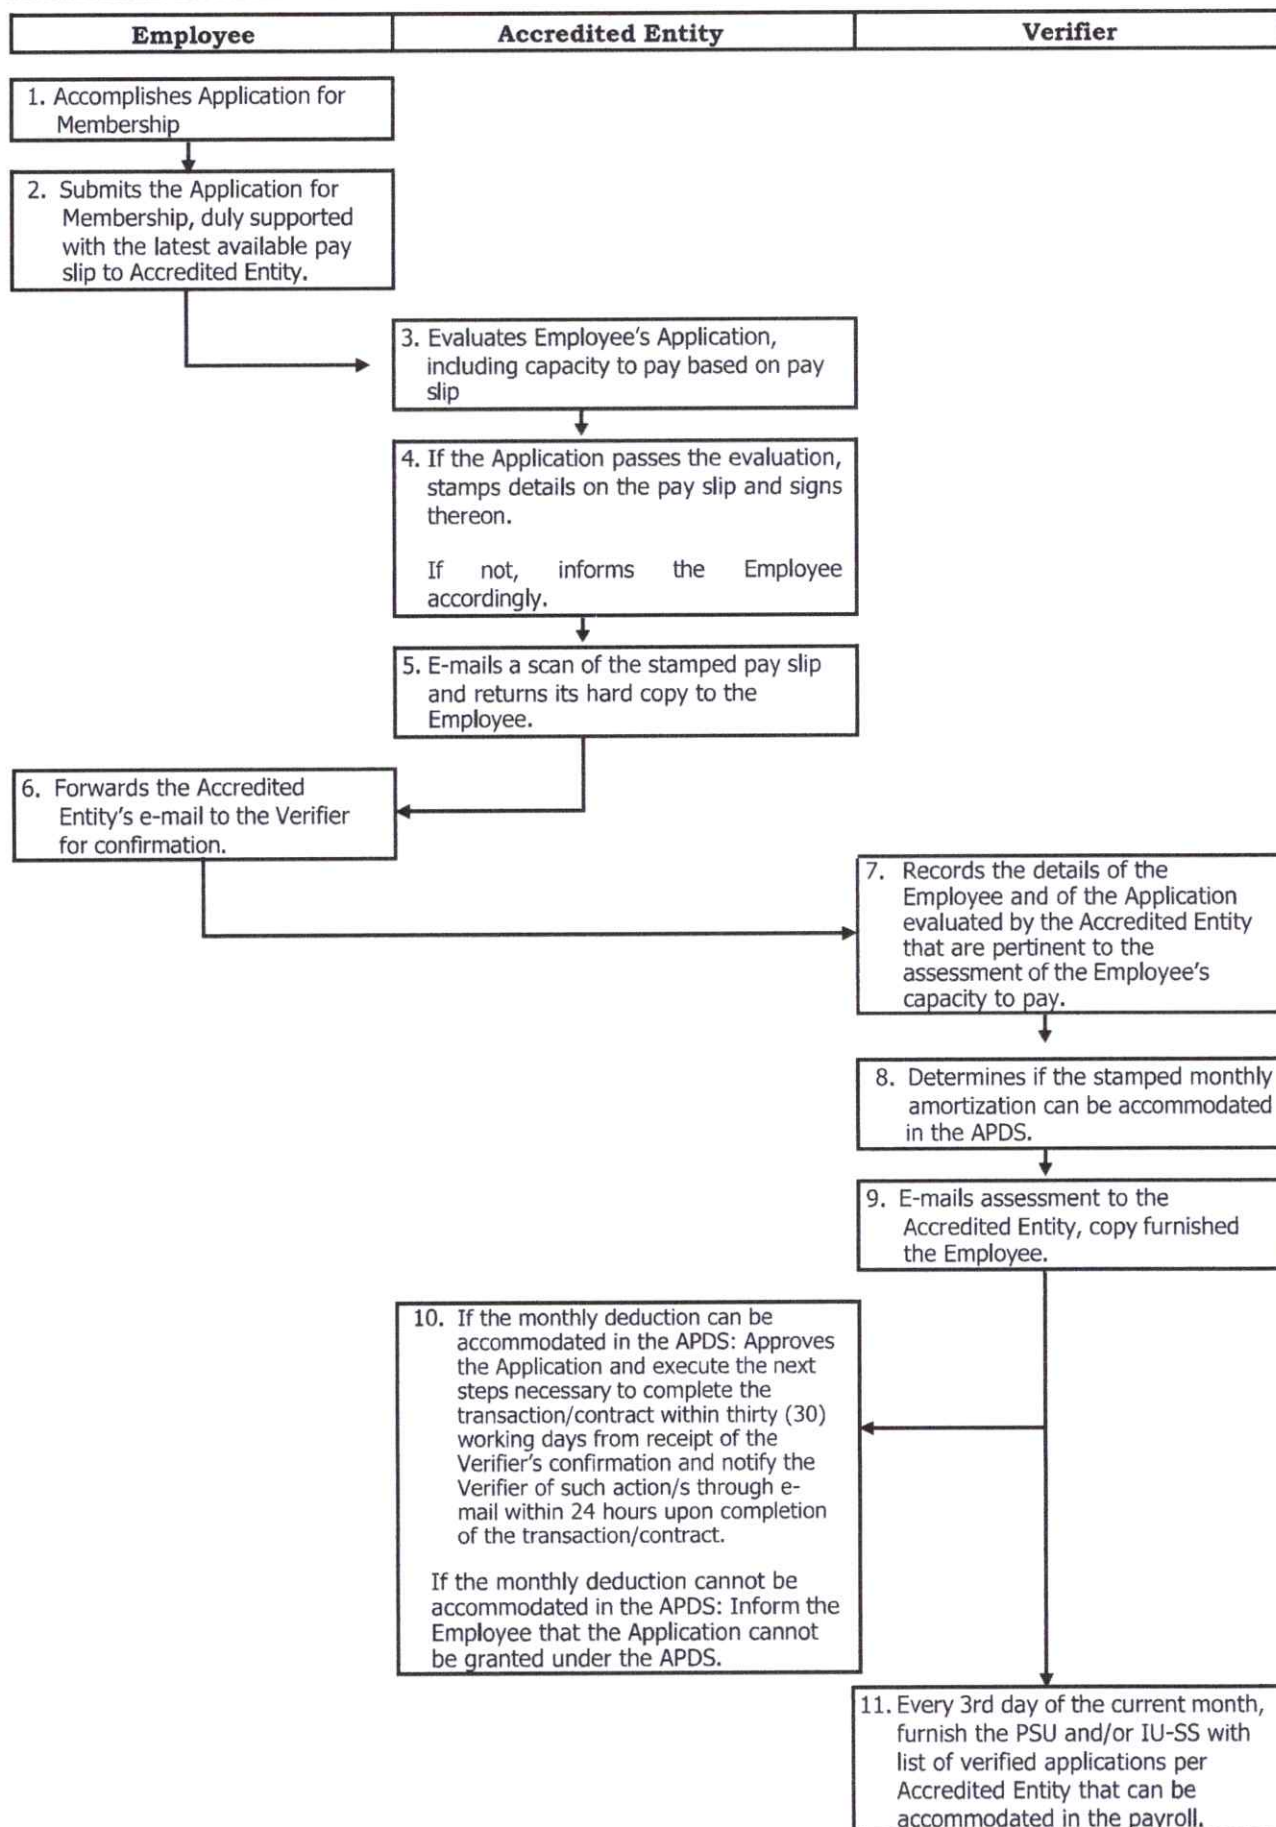 Employee
Accredited Entity
Verifier
1. Accomplishes Application for
Membership
2. Submits the Application for
Membership, duly supported
with the latest available pay
slip to Accredited Entity.
3. Evaluates Employee's Application,
including capacity to pay based on pay
slip
4. If the Application passes the evaluation,
stamps details on the pay slip and signs
thereon.
If not, informs the Employee
accordingly.
5. E-mails a scan of the stamped pay slip
and returns its hard copy to the
Employee.
6. Forwards the Accredited
Entity's e-mail to the Verifier
for confirmation.
7. Records the details of the
Employee and of the Application
evaluated by the Accredited Entity
that are pertinent to the
assessment of the Employee's
capacity to pay.
8. Determines if the stamped monthly
amortization can be accommodated
in the APDS.
9. E-mails assessment to the
Accredited Entity, copy furnished
the Employee.
10. If the monthly deduction can be
accommodated in the APDS: Approves
the Application and execute the next
steps necessary to complete the
transaction/contract within thirty (30)
working days from receipt of the
Verifier's confirmation and notify the
Verifier of such action/s through e-
mail within 24 hours upon completion
of the transaction/contract.
If the monthly deduction cannot be
accommodated in the APDS: Inform the
Employee that the Application cannot
be granted under the APDS.
11. Every 3rd day of the current month,
furnish the PSU and/or IU-SS with
list of verified applications per
Accredited Entity that can be
accommodated in the payroll.